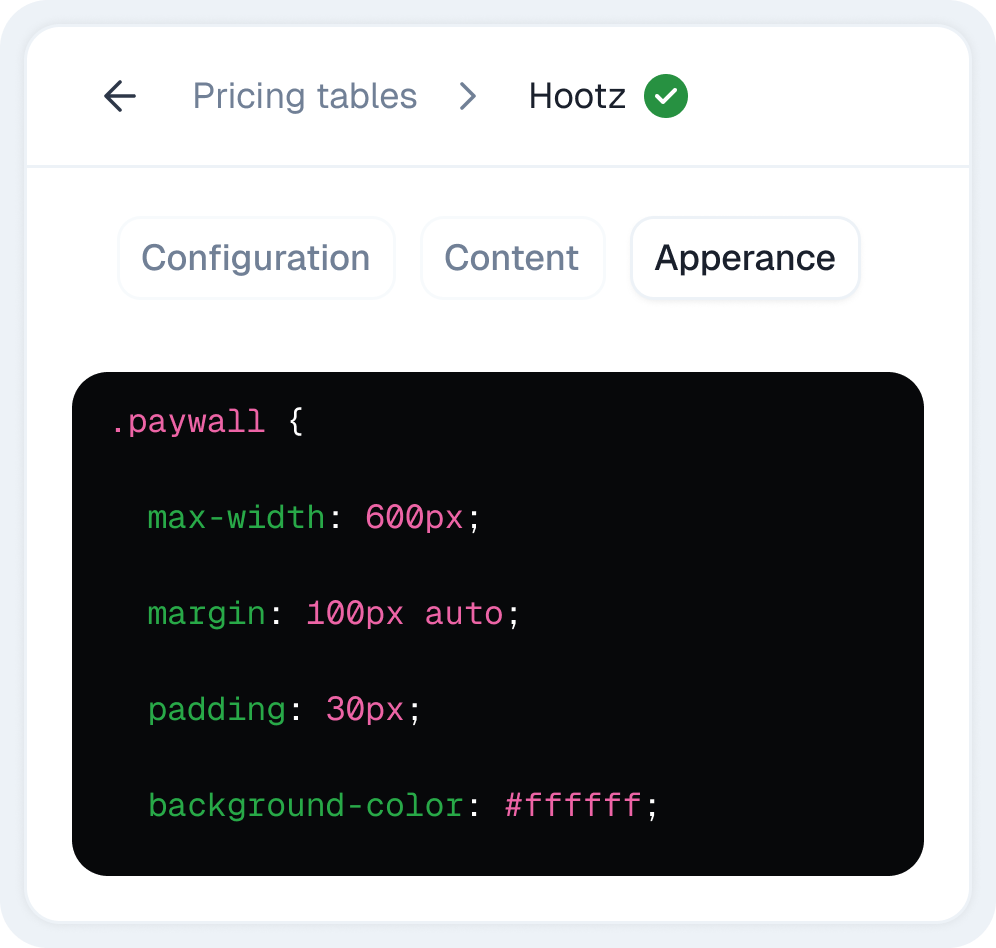 Pricing tables > Hootz
Configuration Content Apperance
.paywall {
max-width: 600px;
margin: 100px auto;
padding: 30px;
background-color: #ffffff;